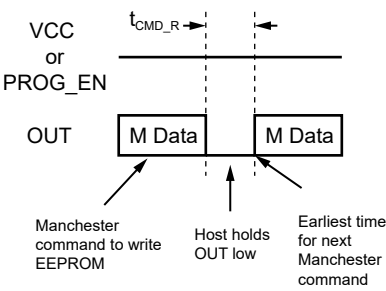 t_CMD_R
VCC
or
PROG_EN
OUT
M Data
M Data
Manchester
command to write
EEPROM
Host holds
OUT low
Earliest time
for next
Manchester
command